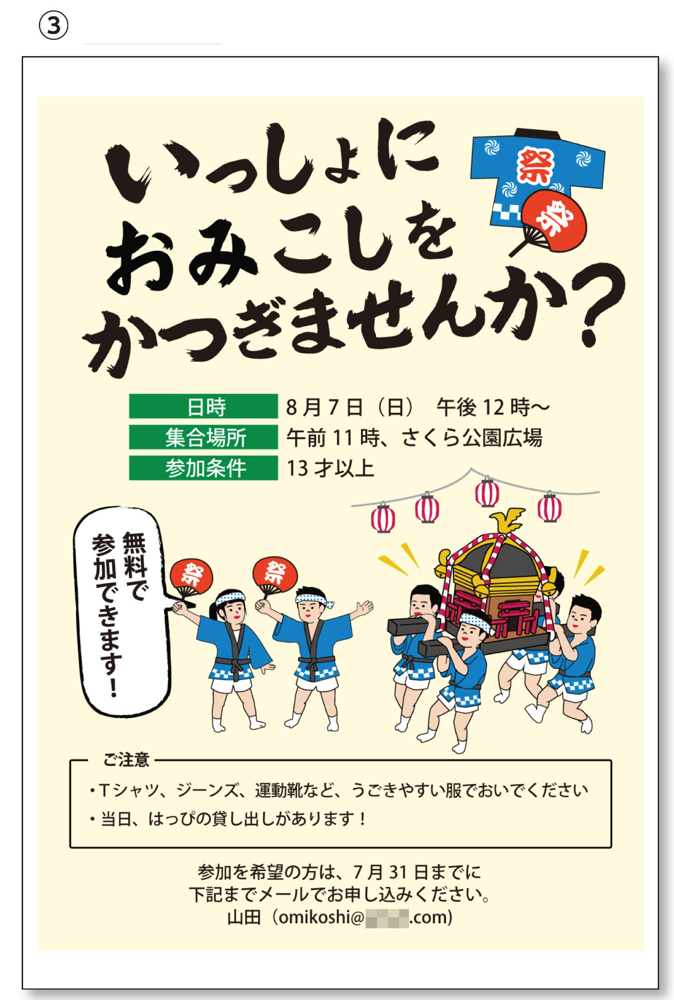 ③
いっしょに
おみこしを
かつぎませんか？
祭
祭
日時 8月7日（日） 午後12時～
集合場所 午前11時、さくら公園広場
参加条件 13才以上
無料で
参加できます！
祭
祭
ご注意
・Tシャツ、ジーンズ、運動靴など、うごきやすい服でおいでください
・当日、はっぴの貸し出しがあります！
参加を希望の方は、7月31日までに
下記までメールでお申し込みください。
山田（omikoshi@ .com)